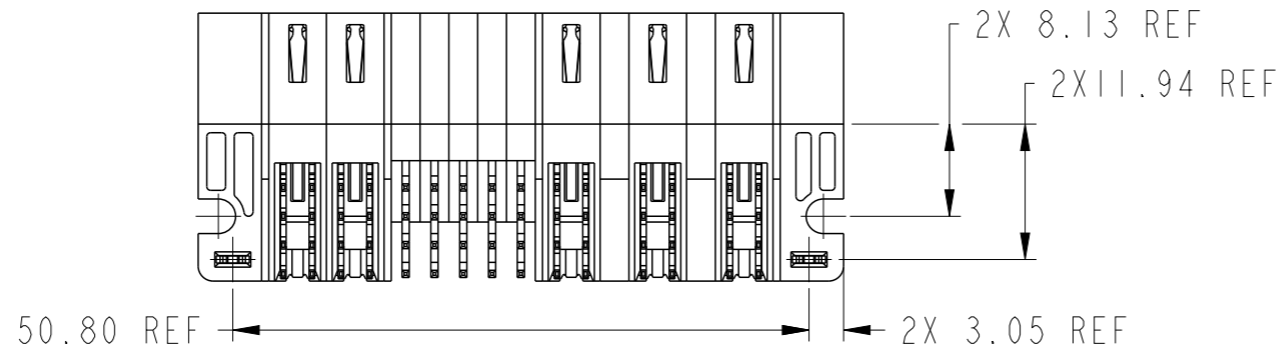 2X 8.13 REF
2X11.94 REF
50.80 REF
2X 3.05 REF